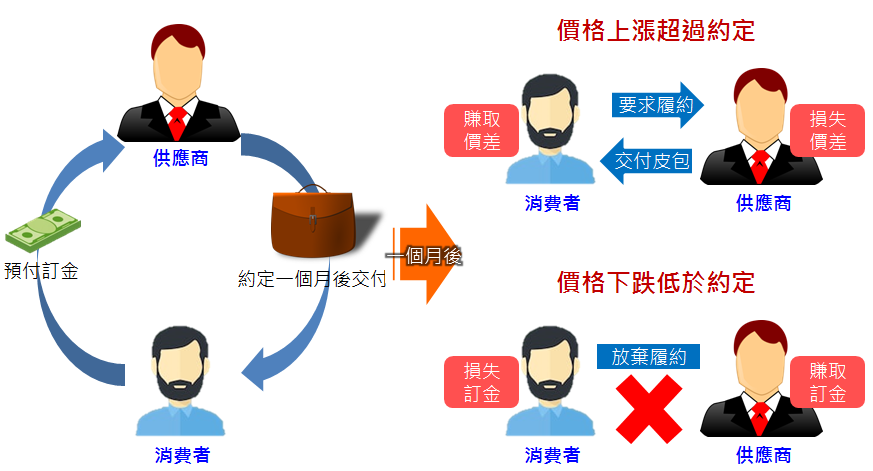 供應商
預付訂金
約定一個月後交付
消費者
一個月後
價格上漲超過約定
賺取
價差
要求履約
交付皮包
損失
價差
消費者
供應商
價格下跌低於約定
損失
訂金
放棄履約
賺取
訂金
消費者
供應商